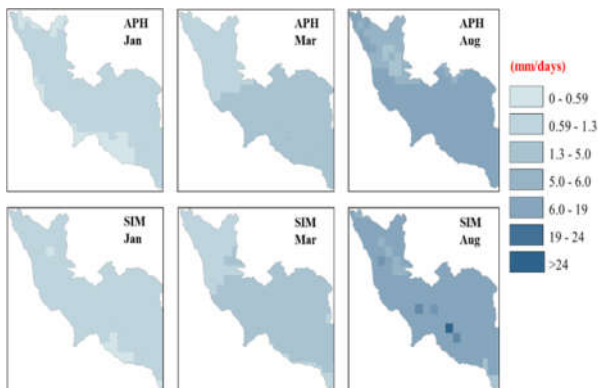 APH
Jan
APH
Mar
APH
Aug
(mm/days)
0 - 0.59
0.59 - 1.3
1.3 - 5.0
5.0 - 6.0
6.0 - 19
19 - 24
>24
SIM
Jan
SIM
Mar
SIM
Aug